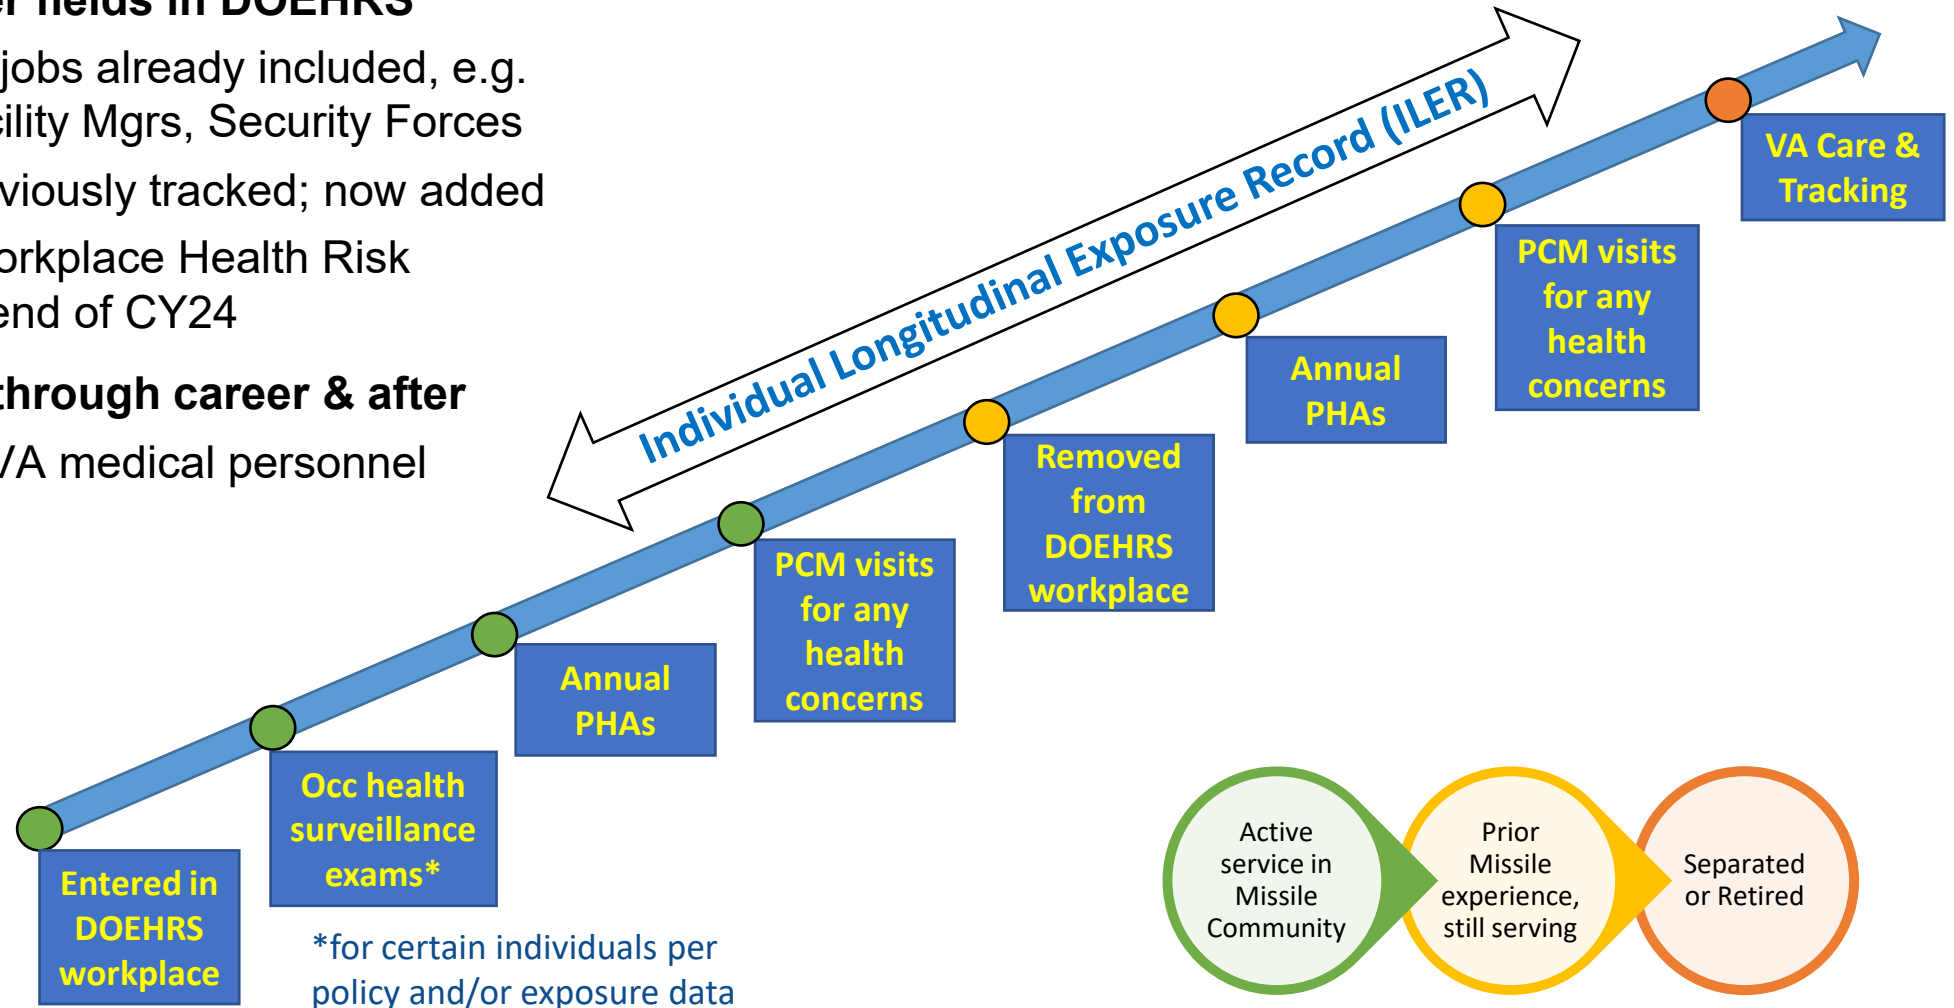 fields in DOEHRS
jobs already included, e.g.
Mgrs, Security Forces
tracked; now added
Health Risk
end of CY24
through career & after
VA medical personnel
Individual Longitudinal Exposure Record (ILER)
Entered in
DOEHRS
workplace
Occ health
surveillance
exams*
*for certain individuals per
policy and/or exposure data
Annual
PHAs
PCM visits
for any
health
concerns
Removed
from
DOEHRS
workplace
Annual
PHAs
PCM visits
for any
health
concerns
VA Care &
Tracking
Active
service in
Missile
Community
Prior
Missile
experience,
still serving
Separated
or Retired